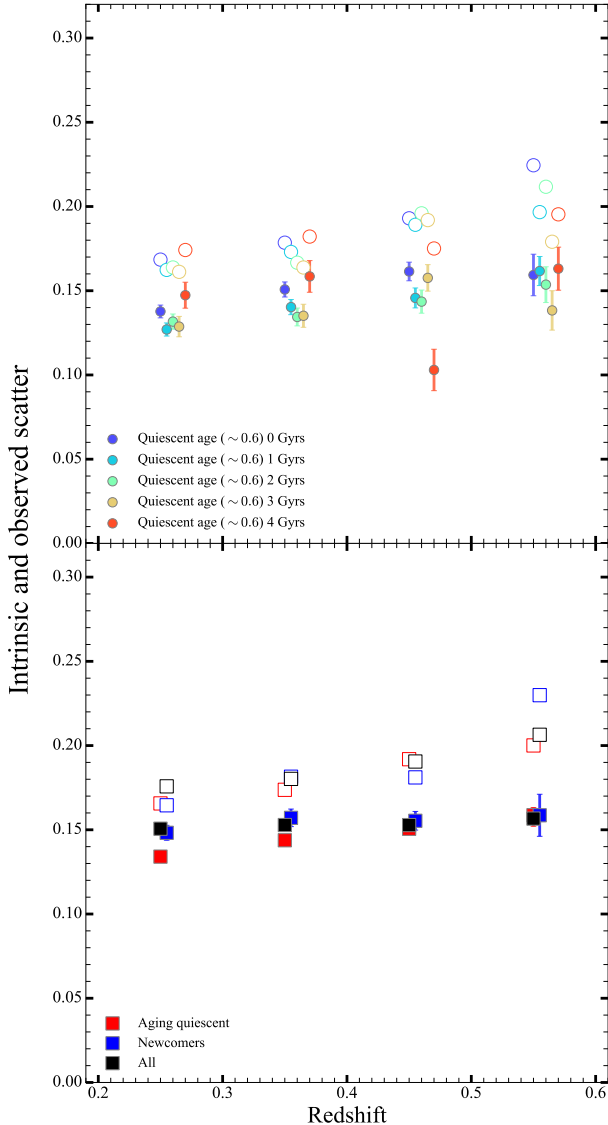 0.30
0.25
0.20
0.15
0.10
Quiescent age ( ∼ 0.6) 0 Gyrs
Quiescent age ( ∼ 0.6) 1 Gyrs
0.05
Quiescent age ( ∼ 0.6) 2 Gyrs
Quiescent age ( ∼ 0.6) 3 Gyrs
Quiescent age ( ∼ 0.6) 4 Gyrs
0.00
Intrinsic and observed scatter
0.30
0.25
0.20
0.15
0.10
0.05
Aging quiescent
Newcomers
All
0.00
0.2 0.3 0.4 0.5 0.6
Redshift